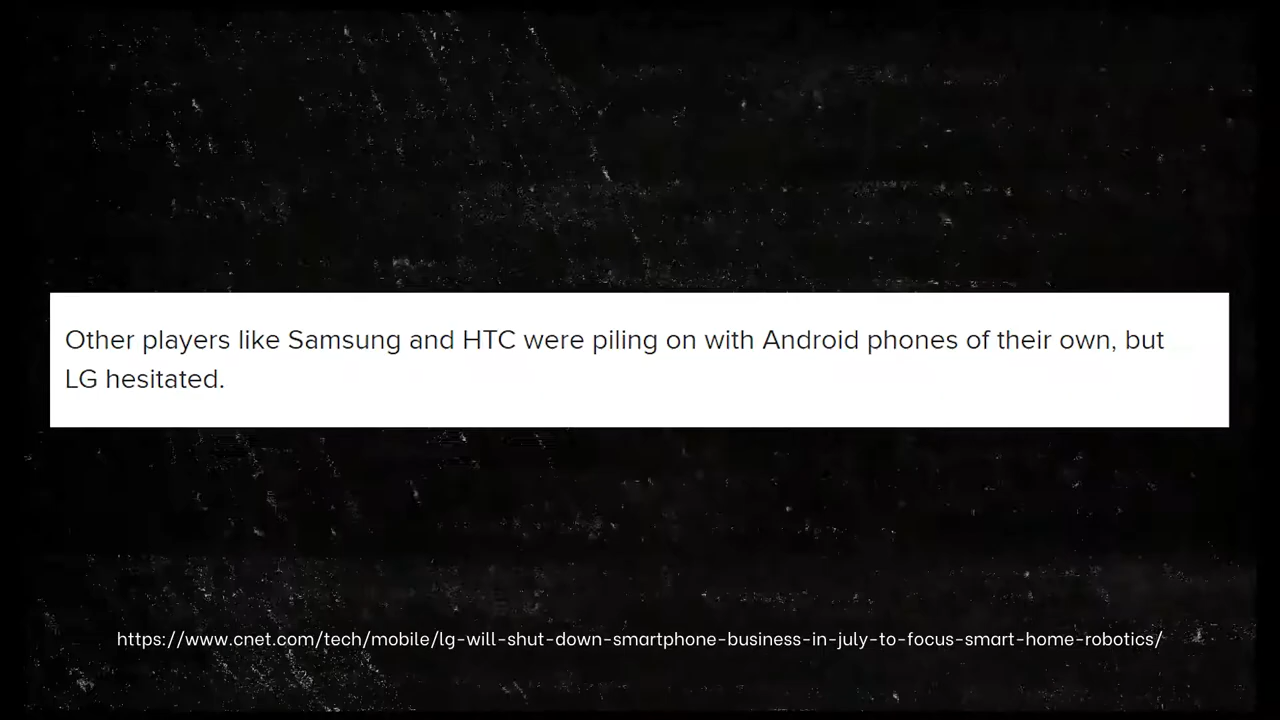 Other players like Samsung and HTC were piling on with Android phones of their own, but
LG hesitated.
https://www.cnet.com/tech/mobile/lg-will-shut-down-smartphone-business-in-july-to-focus-smart-home-robotics/